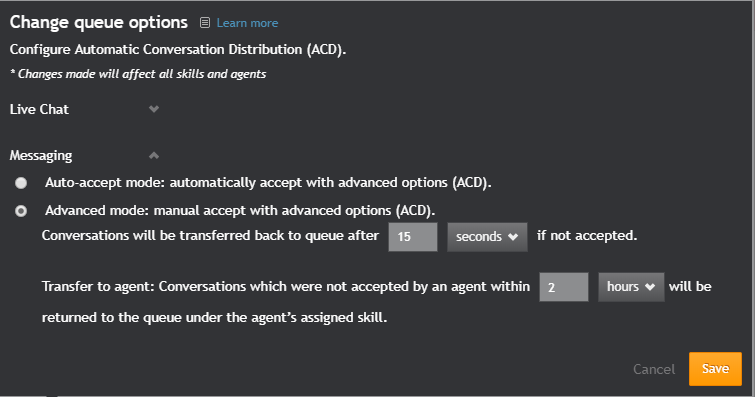 Change queue options Learn more
Configure Automatic Conversation Distribution (ACD).
* Changes made will affect all skills and agents
Live Chat
Messaging
Auto-accept mode: automatically accept with advanced options (ACD).
Advanced mode: manual accept with advanced options (ACD).
Conversations will be transferred back to queue after 15 seconds if not accepted.
Transfer to agent: Conversations which were not accepted by an agent within 2 hours will be
returned to the queue under the agent’s assigned skill.
Cancel Save